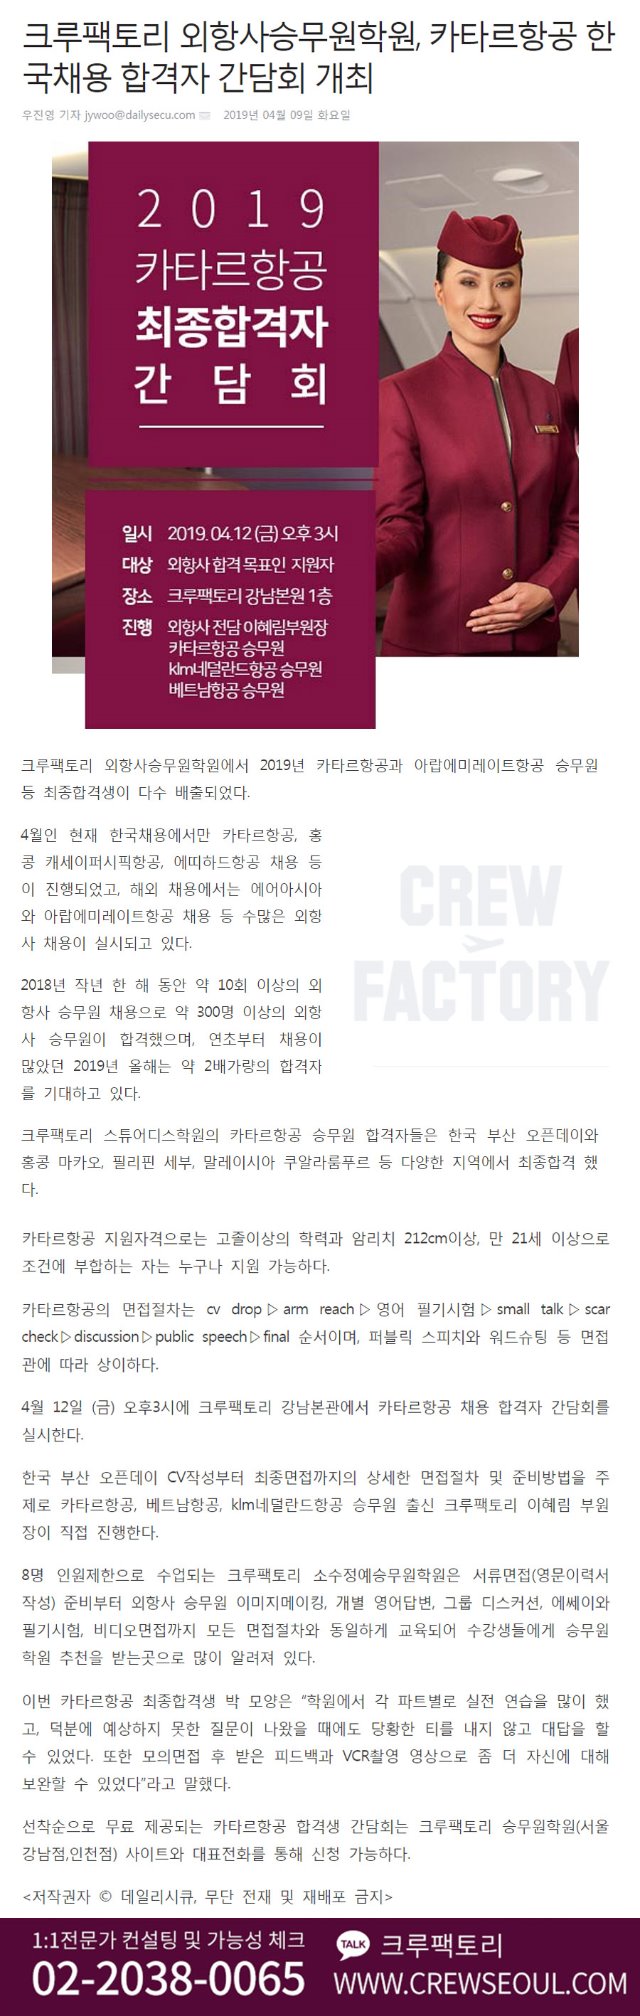 크루팩토리 외항사승무원학원, 카타르항공 한
국채용 합격자 간담회 개최
우진영 기자 jywoo@dailysecu.com 2019년 04월 09일 화요일
2019
카타르항공
최종합격자
간담회
일시 2019. 04.12 (금) 오후 3시
대상 외항사 합격 목표인 지원자
장소 크루팩토리 강남본원 1층
진행 외항사 전담 이혜림부원장
카타르항공 승무원
klm네덜란드항공 승무원
베트남항공 승무원
크루팩토리 외항사승무원학원에서 2019년 카타르항공과 아랍에미레이트항공 승무원
등 최종합격생이 다수 배출되었다.
4월인 현재 한국채용에서만 카타르항공, 홍
콩 캐세이퍼시픽항공, 에띠하드항공 채용 등
이 진행되었고, 해외 채용에서는 에어아시아
와 아랍에미레이트항공 채용 등 수많은 외항
사 채용이 실시되고 있다.
CREW
FACTORY
2018년 작년 한 해 동안 약 10회 이상의 외
항사 승무원 채용으로 약 300명 이상의 외항
사 승무원이 합격했으며, 연초부터 채용이
많았던 2019년 올해는 약 2배가량의 합격자
를 기대하고 있다.
크루팩토리 스튜어디스학원의 카타르항공 승무원 합격자들은 한국 부산 오픈데이와
홍콩 마카오, 필리핀 세부, 말레이시아 쿠알라룸푸르 등 다양한 지역에서 최종합격 했
다.
카타르항공 지원자격으로는 고졸이상의 학력과 암리치 212cm이상, 만 21세 이상으로
조건에 부합하는 자는 누구나 지원 가능하다.
카타르항공의 면접절차는 cv drop▷arm reach▷영어 필기시험▷small talk▷scar
check▷discussion▷public speech▷final 순서이며, 퍼블릭 스피치와 워드슈팅 등 면접
관에 따라 상이하다.
4월 12일 (금) 오후3시에 크루팩토리 강남본관에서 카타르항공 채용 합격자 간담회를
실시한다.
한국 부산 오픈데이 CV작성부터 최종면접까지의 상세한 면접절차 및 준비방법을 주
제로 카타르항공, 베트남항공, klm네덜란드항공 승무원 출신 크루팩토리 이혜림 부원
장이 직접 진행한다.
8명 인원제한으로 수업되는 크루팩토리 소수정예승무원학원은 서류면접(영문이력서
작성) 준비부터 외항사 승무원 이미지메이킹, 개별 영어답변, 그룹 디스커션, 에쎄이와
필기시험, 비디오면접까지 모든 면접절차와 동일하게 교육되어 수강생들에게 승무원
학원 추천을 받는곳으로 많이 알려져 있다.
이번 카타르항공 최종합격생 박 모양은 “학원에서 각 파트별로 실전 연습을 많이 했
고, 덕분에 예상하지 못한 질문이 나왔을 때에도 당황한 티를 내지 않고 대답을 할
수 있었다. 또한 모의면접 후 받은 피드백과 VCR촬영 영상으로 좀 더 자신에 대해
보완할 수 있었다”라고 말했다.
선착순으로 무료 제공되는 카타르항공 합격생 간담회는 크루팩토리 승무원학원(서울
강남점,인천점) 사이트와 대표전화를 통해 신청 가능하다.
<저작권자 © 데일리시큐, 무단 전재 및 재배포 금지>
1:1전문가 컨설팅 및 가능성 체크
02-2038-0065
TALK 크루팩토리
WWW.CREWSEOUL.COM